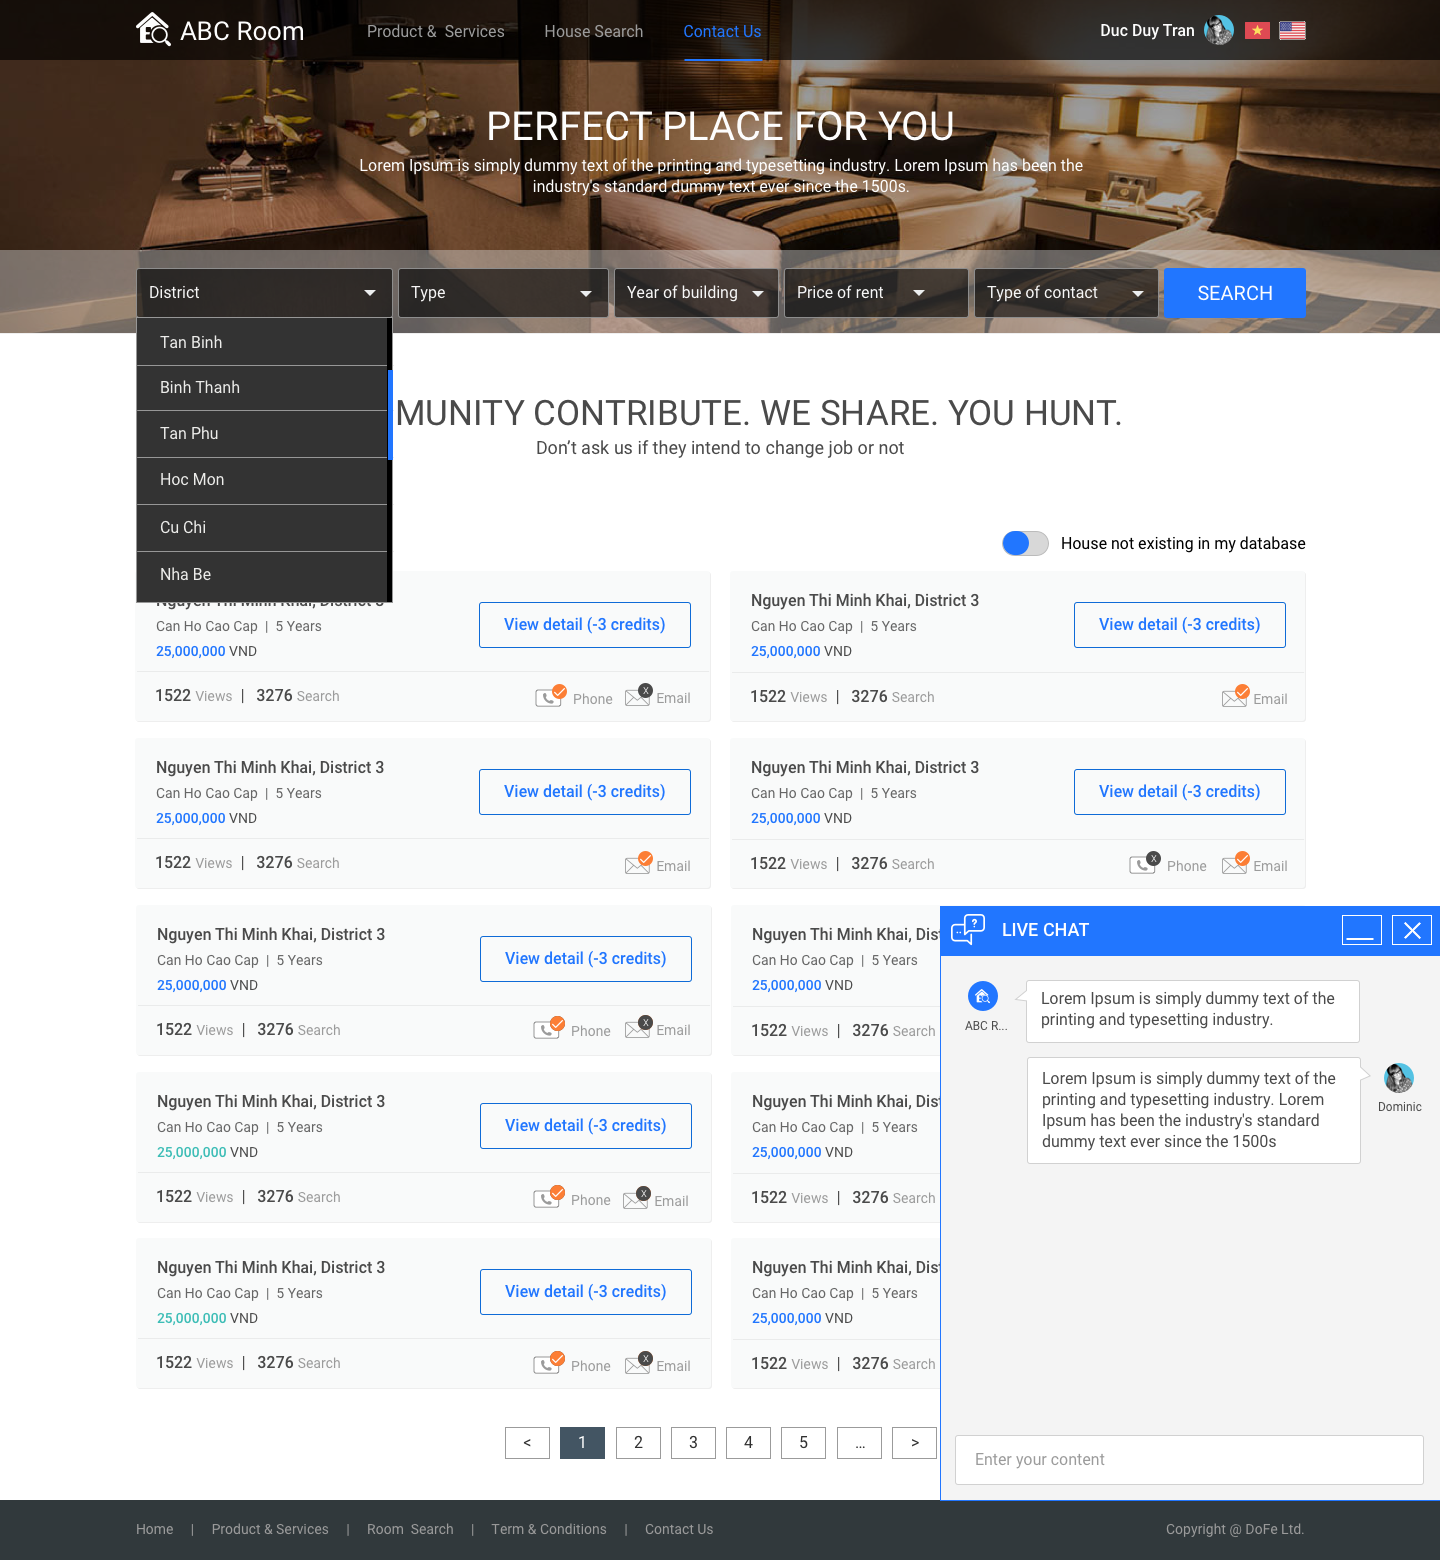 ABC Room
Product &  Services
House Search
Contact Us
Duc Duy Tran
PERFECT PLACE FOR YOU
Lorem Ipsum is simply dummy text of the printing and typesetting industry. Lorem Ipsum has been the
industry's standard dummy text ever since the 1500s.
District
Type
Year of building
Price of rent
Type of contact
SEARCH
Tan Binh
Binh Thanh
Tan Phu
Hoc Mon
Cu Chi
Nha Be
MUNITY CONTRIBUTE. WE SHARE. YOU HUNT.
Don't ask us if they intend to change job or not
House not existing in my database
Nguyen Thi Minh Khai, District 3
Can Ho Cao Cap | 5 Years
25,000,000 VND
View detail (-3 credits)
1522 Views | 3276 Search
Phone
X
Email
Nguyen Thi Minh Khai, District 3
Can Ho Cao Cap | 5 Years
25,000,000 VND
View detail (-3 credits)
1522 Views | 3276 Search
Email
Nguyen Thi Minh Khai, District 3
Can Ho Cao Cap | 5 Years
25,000,000 VND
View detail (-3 credits)
1522 Views | 3276 Search
Email
Nguyen Thi Minh Khai, District 3
Can Ho Cao Cap | 5 Years
25,000,000 VND
View detail (-3 credits)
1522 Views | 3276 Search
X
Phone
Email
Nguyen Thi Minh Khai, District 3
Can Ho Cao Cap | 5 Years
25,000,000 VND
View detail (-3 credits)
1522 Views | 3276 Search
Phone
X
Email
Nguyen Thi Minh Khai, Dist
Can Ho Cao Cap | 5 Years
25,000,000 VND
1522 Views | 3276 Search
Nguyen Thi Minh Khai, District 3
Can Ho Cao Cap | 5 Years
25,000,000 VND
View detail (-3 credits)
1522 Views | 3276 Search
Phone
X
Email
Nguyen Thi Minh Khai, Dist
Can Ho Cao Cap | 5 Years
25,000,000 VND
1522 Views | 3276 Search
Nguyen Thi Minh Khai, District 3
Can Ho Cao Cap | 5 Years
25,000,000 VND
View detail (-3 credits)
1522 Views | 3276 Search
Phone
X
Email
Nguyen Thi Minh Khai, Dist
Can Ho Cao Cap | 5 Years
25,000,000 VND
1522 Views | 3276 Search
LIVE CHAT
ABC R...
Lorem Ipsum is simply dummy text of the
printing and typesetting industry.
Lorem Ipsum is simply dummy text of the
printing and typesetting industry. Lorem
Ipsum has been the industry's standard
dummy text ever since the 1500s
Dominic
Enter your content
< 1 2 3 4 5 ... >
Home | Product & Services | Room  Search | Term & Conditions | Contact Us
Copyright @ DoFe Ltd.